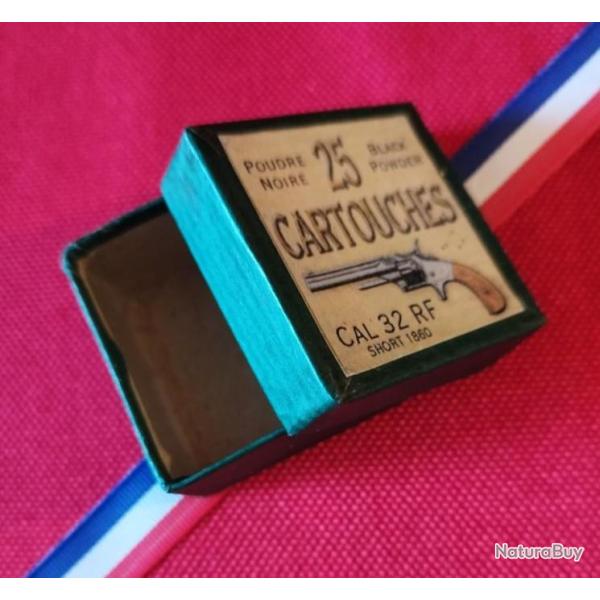 POUDRE NOIRE 25 BLACK POWDER
CARTOUCHES
CAL 32 RF
SHORT 1860
NaturaBuy